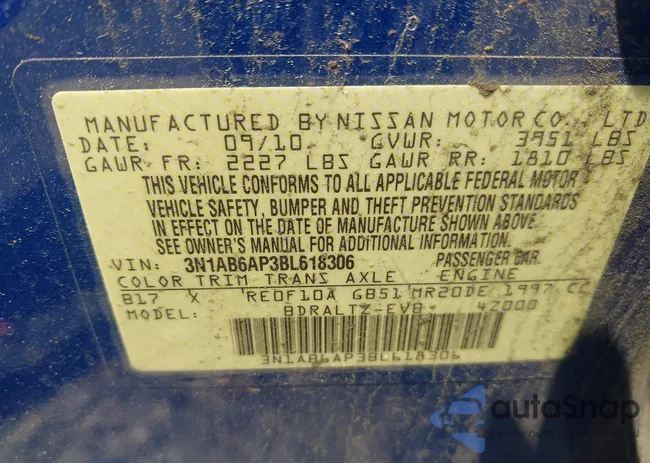 MANUFACTURED BY NISSAN MOTOR CO., LTD
DATE: 09/10 GVWR: 3951 LBS
GAWR FR: 2227 LBS GAWR RR: 1810 LBS
THIS VEHICLE CONFORMS TO ALL APPLICABLE FEDERAL MOTOR
VEHICLE SAFETY, BUMPER AND THEFT PREVENTION STANDARDS
IN EFFECT ON THE DATE OF MANUFACTURE SHOWN ABOVE.
SEE OWNER'S MANUAL FOR ADDITIONAL INFORMATION.
VIN: 3N1AB6AP3BL618306 PASSENGER CAR
COLOR TRIM TRANS AXLE ENGINE
B17 X RE0F10A GB51 MR20DE 1997 CC
MODEL: BDRALTZ-EVB 42000
3N1AB6AP3BL618306
autoSnap